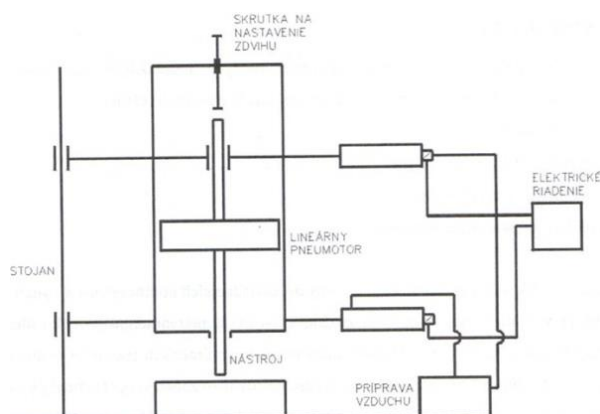 SKRUTKA NA
NASTAVENIE
ZDVIHU
ELEKTRICKÉ
RIADENIE
LINEÁRNY
PNEUMOTOR
STOJAN
NÁSTROJ
PRÍPRAVA
VZDUCHU